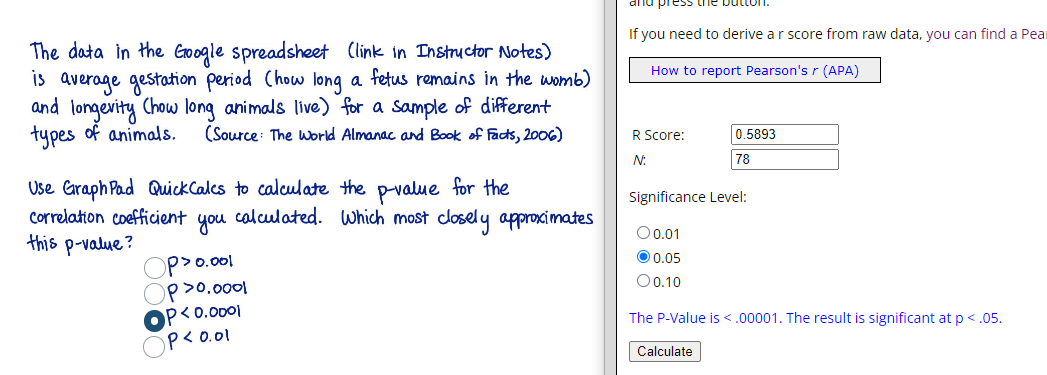 The data in the Google spreadsheet (link in Instructor Notes)
is average gestation period (how long a fetus remains in the womb)
and longevity (how long animals live) for a sample of different
types of animals. (Source: The World Almanac and Book of Facts, 2006)
Use GraphPad QuickCalcs to calculate the p-value for the
correlation coefficient you calculated. Which most closely approximates
this p-value?
p > 0.001
p > 0.0001
p < 0.0001
p < 0.01
and press the button.
If you need to derive a r score from raw data, you can find a Pea
How to report Pearson's r (APA)
R Score: 0.5893
N: 78
Significance Level:
0.01
0.05
0.10
The P-Value is < .00001. The result is significant at p < .05.
Calculate